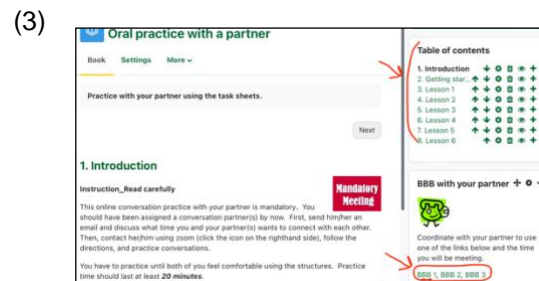 (3)
Oral practice with a partner
Book Settings More
Practice with your partner using the task sheets.
Next
1. Introduction
Instruction_Read carefully
Mandatory
Meeting
This online conversation practice with your partner is mandatory. You
should have been assigned a conversation partner(s) by now. First, send him/her an
email and discuss what time you and your partner(s) wants to connect with each other.
Then, contact her/him using zoom (click the icon on the righthand side), follow the
directions, and practice conversations.
You have to practice until both of you feel comfortable using the structures. Practice
time should last at least 20 minutes.
Table of contents
1. Introduction
2. Getting star...
3. Lesson 1
4. Lesson 2
5. Lesson 3
6. Lesson 4
7. Lesson 5
8. Lesson 6
BBB with your partner
Coordinate with your partner to use
one of the links below and the time
you will be meeting.
BBB 1, BBB 2, BBB 3